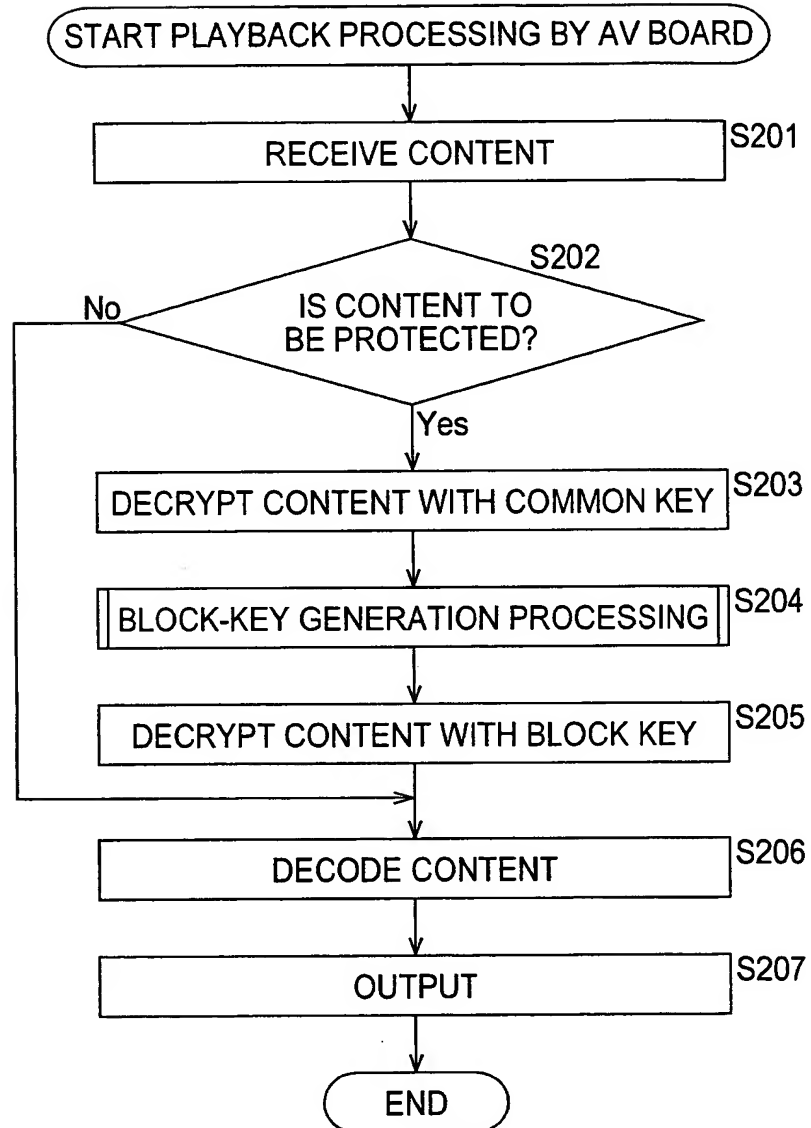 START PLAYBACK PROCESSING BY AV BOARD
RECEIVE CONTENT
S201
S202
IS CONTENT TO
BE PROTECTED?
No
Yes
DECRYPT CONTENT WITH COMMON KEY
S203
BLOCK-KEY GENERATION PROCESSING
S204
DECRYPT CONTENT WITH BLOCK KEY
S205
DECODE CONTENT
S206
OUTPUT
S207
END